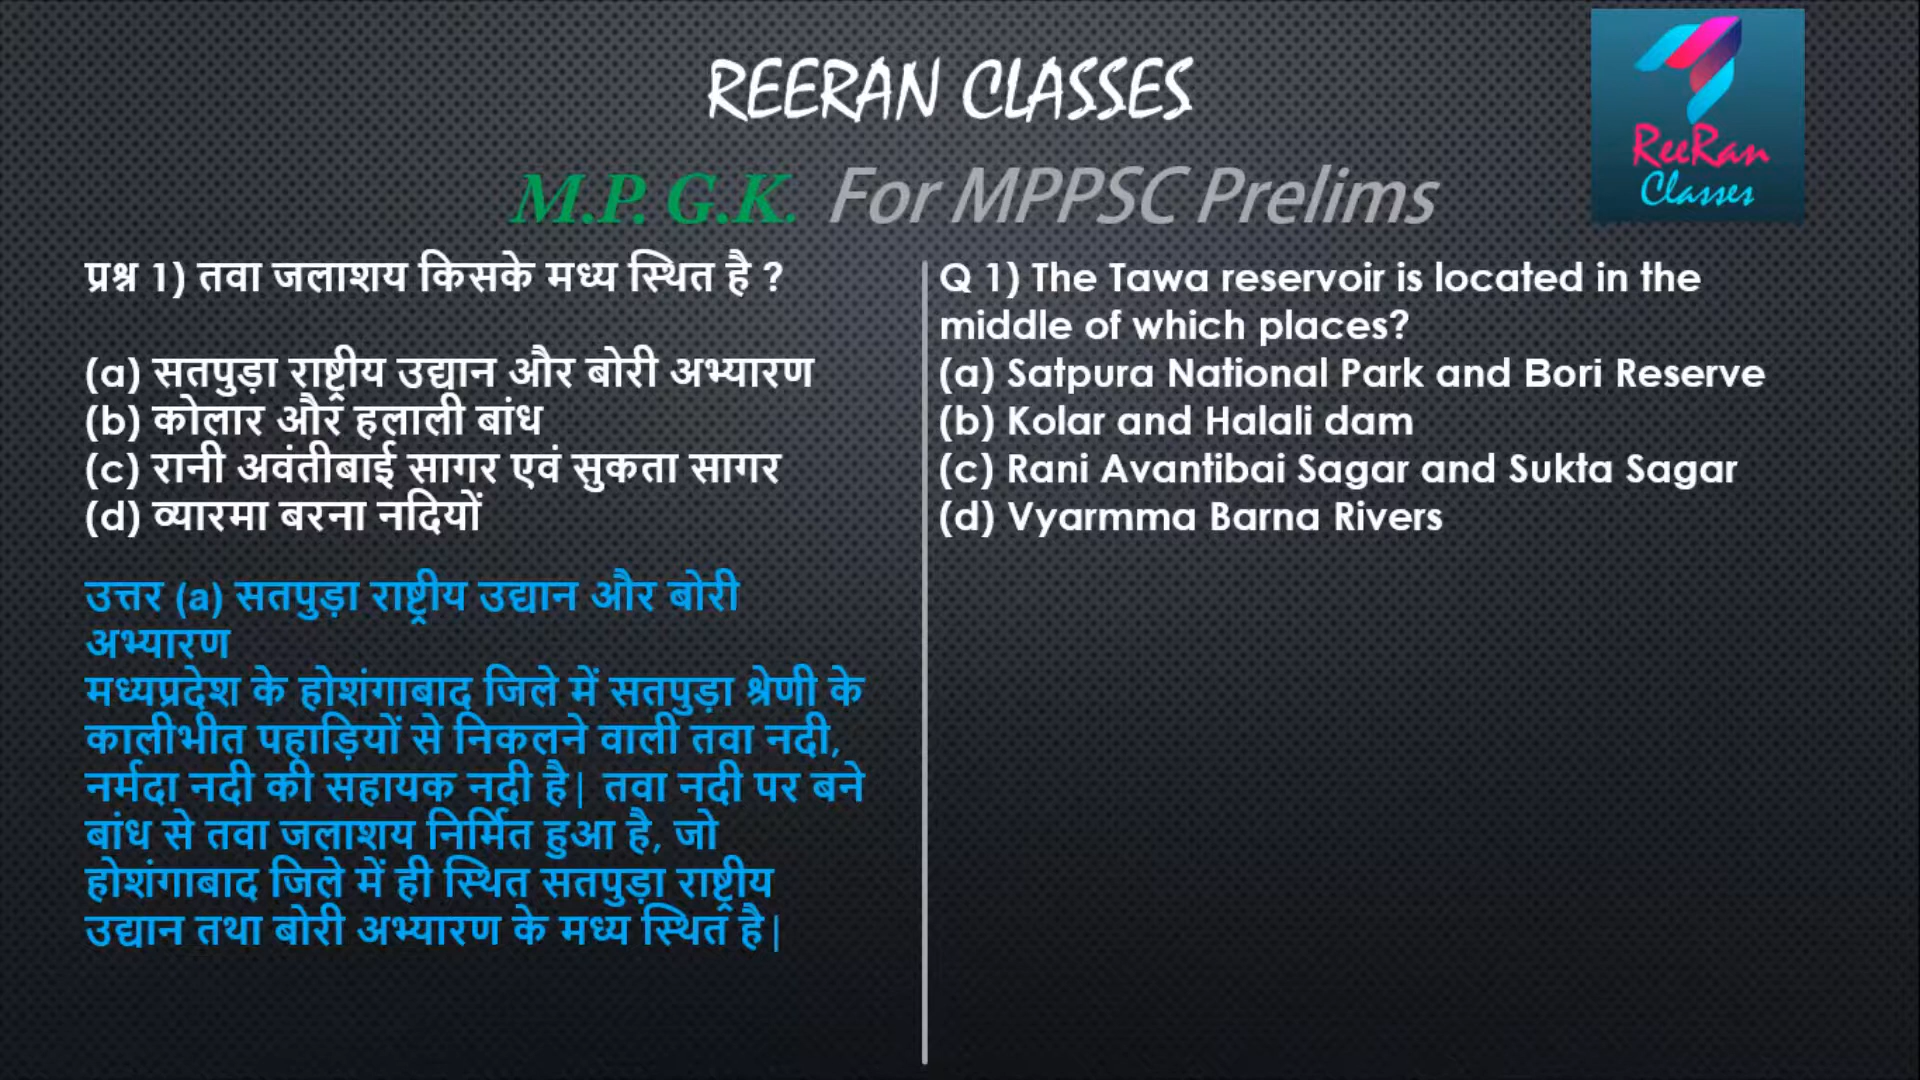 REERAN CLASSES
ReeRan
Classes
M.P. G.K. For MPPSC Prelims
प्रश्न 1) तवा जलाशय किसके मध्य स्थित है ?
(a) सतपुड़ा राष्ट्रीय उद्यान और बोरी अभ्यारण
(b) कोलार और हलाली बांध
(c) रानी अवंतीबाई सागर एवं सुकता सागर
(d) व्यारमा बरना नदियों
उत्तर (a) सतपुड़ा राष्ट्रीय उद्यान और बोरी
अभ्यारण
मध्यप्रदेश के होशंगाबाद जिले में सतपुड़ा श्रेणी के
कालीभीत पहाड़ियों से निकलने वाली तवा नदी,
नर्मदा नदी की सहायक नदी है| तवा नदी पर बने
बांध से तवा जलाशय निर्मित हुआ है, जो
होशंगाबाद जिले में ही स्थित सतपुड़ा राष्ट्रीय
उद्यान तथा बोरी अभ्यारण के मध्य स्थित है|
Q 1) The Tawa reservoir is located in the
middle of which places?
(a) Satpura National Park and Bori Reserve
(b) Kolar and Halali dam
(c) Rani Avantibai Sagar and Sukta Sagar
(d) Vyarmma Barna Rivers